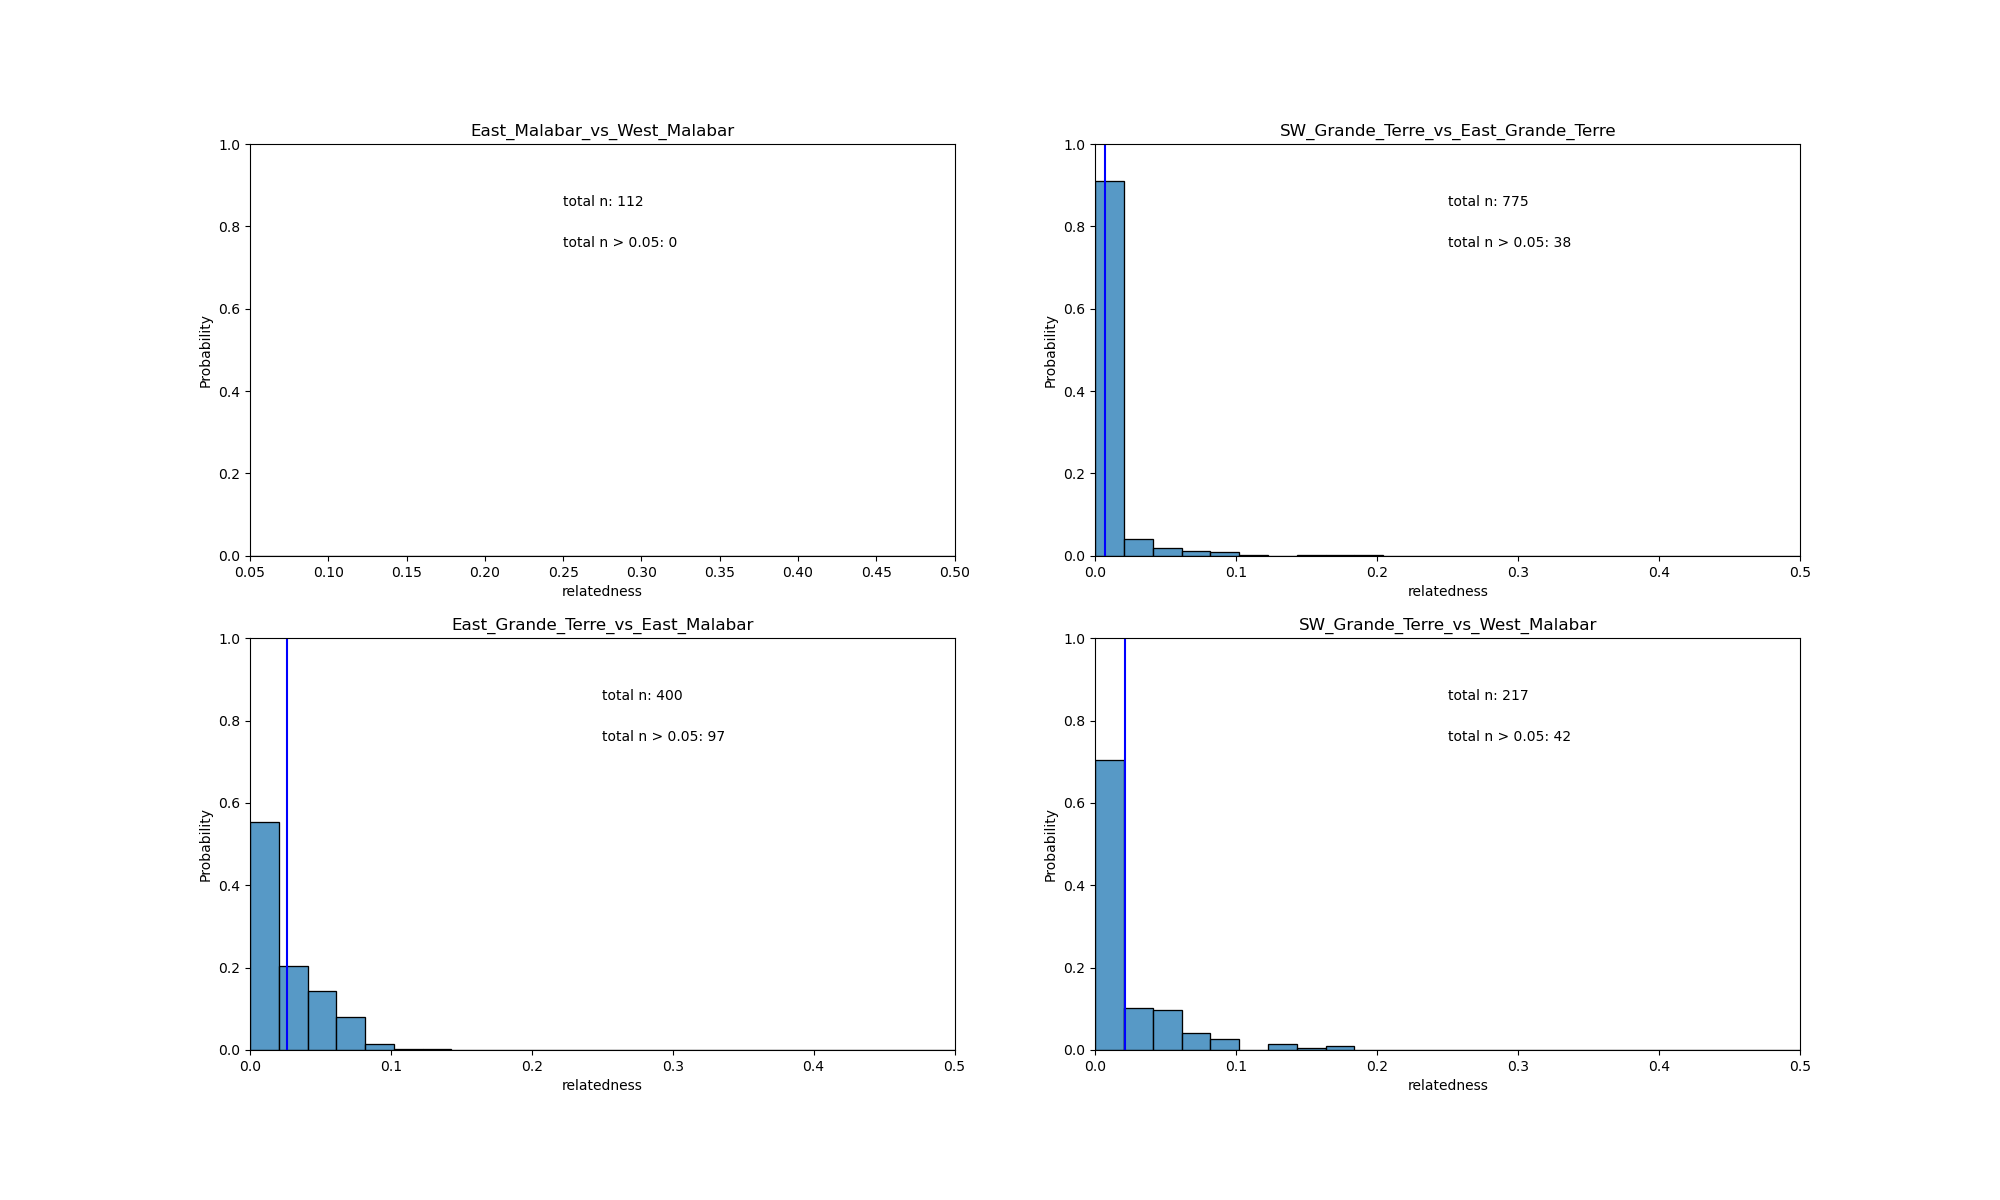 East_Malabar_vs_West_Malabar
1.0
0.8
0.6
0.4
0.2
0.0
Probability
total n: 112
total n > 0.05: 0
0.05 0.10 0.15 0.20 0.25 0.30 0.35 0.40 0.45 0.50
relatedness
SW_Grande_Terre_vs_East_Grande_Terre
1.0
0.8
0.6
0.4
0.2
0.0
Probability
total n: 775
total n > 0.05: 38
0.0 0.1 0.2 0.3 0.4 0.5
relatedness
East_Grande_Terre_vs_East_Malabar
1.0
0.8
0.6
0.4
0.2
0.0
Probability
total n: 400
total n > 0.05: 97
0.0 0.1 0.2 0.3 0.4 0.5
relatedness
SW_Grande_Terre_vs_West_Malabar
1.0
0.8
0.6
0.4
0.2
0.0
Probability
total n: 217
total n > 0.05: 42
0.0 0.1 0.2 0.3 0.4 0.5
relatedness